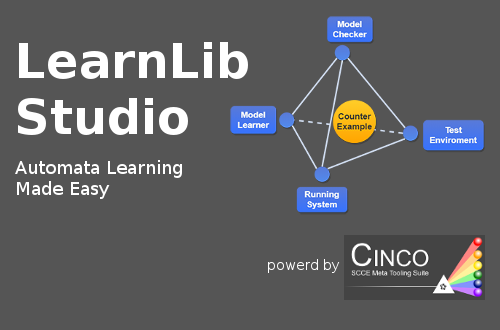 LearnLib
Studio
Automata Learning
Made Easy
Model
Checker
Model
Learner
Counter
Example
Test
Enviroment
Running
System
powerd by
CINCO
SCCE Meta Tooling Suite